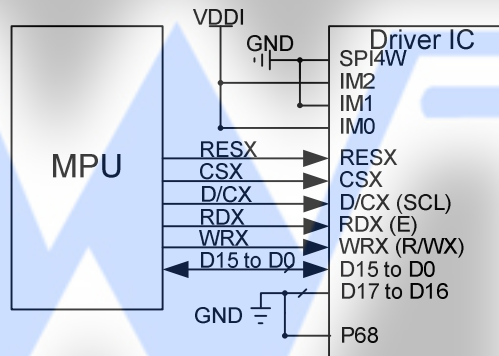 VDDI
GND
Driver IC
SPI4W
IM2
IM1
IM0
MPU
RESX RESX
CSX CSX
D/CX D/CX (SCL)
RDX RDX (E)
WRX WRX (R/WX)
D15 to D0 D15 to D0
D17 to D16
GND
P68